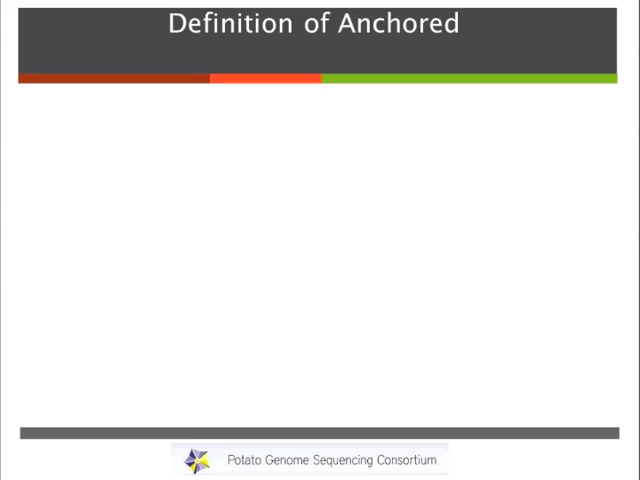 Definition of Anchored
Potato Genome Sequencing Consortium